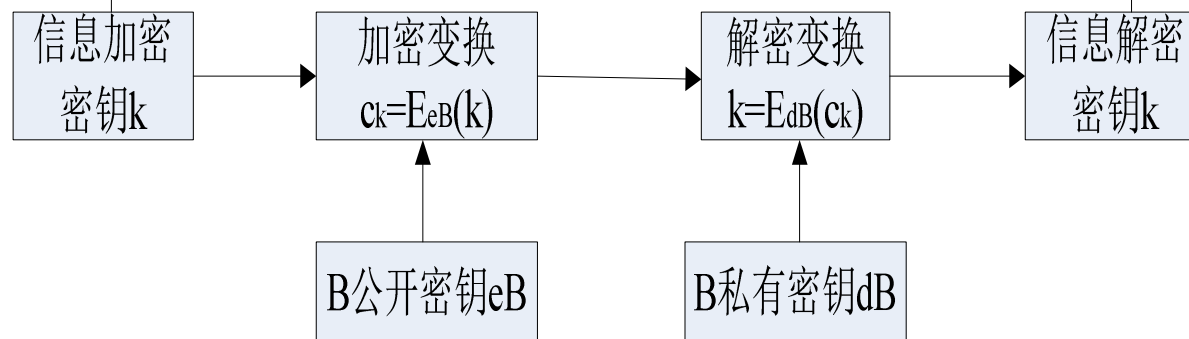 信息加密
密钥k
加密变换
ck=EeB(k)
解密变换
k=EdB(ck)
信息解密
密钥k
B公开密钥eB
B私有密钥dB